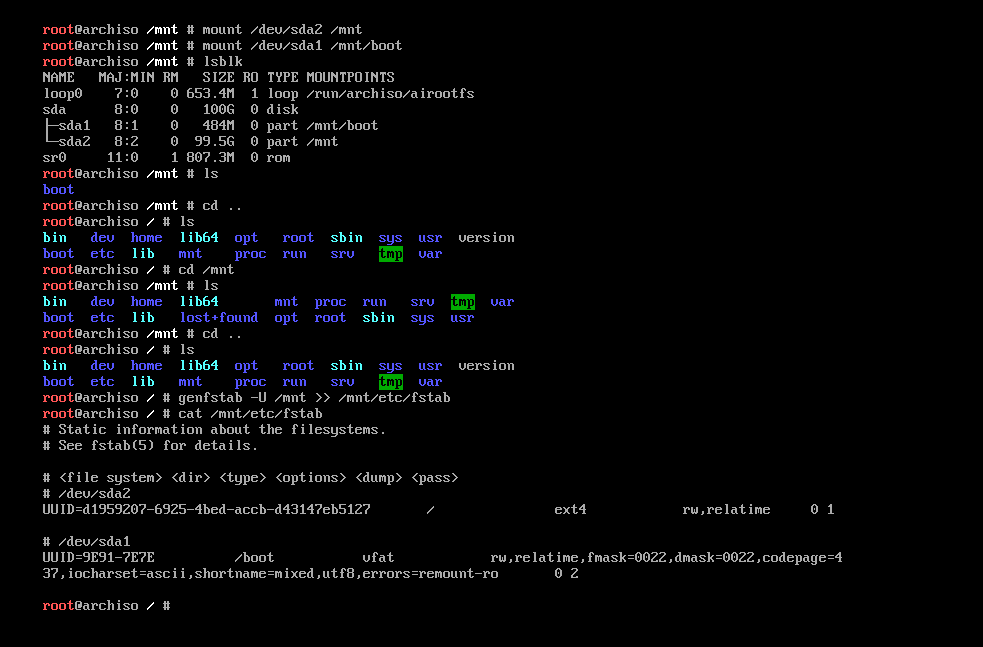 root@archiso /mnt # mount /dev/sda2 /mnt
root@archiso /mnt # mount /dev/sda1 /mnt/boot
root@archiso /mnt # lsblk
NAME   MAJ:MIN RM   SIZE RO TYPE MOUNTPOINTS
loop0    7:0    0 653.4M  1 loop /run/archiso/airootfs
sda      8:0    0   100G  0 disk
├─sda1   8:1    0   484M  0 part /mnt/boot
└─sda2   8:2    0  99.5G  0 part /mnt
sr0     11:0    1 807.3M  0 rom
root@archiso /mnt # ls
boot
root@archiso /mnt # cd ..
root@archiso / # ls
bin   dev  home  lib64  opt   root  sbin  sys  usr  version
boot  etc  lib   mnt    proc  run   srv   tmp  var
root@archiso / # cd /mnt
root@archiso /mnt # ls
bin   dev  home  lib64       mnt  proc  run   srv  tmp  var
boot  etc  lib   lost+found  opt  root  sbin  sys  usr
root@archiso /mnt # cd ..
root@archiso / # ls
bin   dev  home  lib64  opt   root  sbin  sys  usr  version
boot  etc  lib   mnt    proc  run   srv   tmp  var
root@archiso / # genfstab -U /mnt >> /mnt/etc/fstab
root@archiso / # cat /mnt/etc/fstab
# Static information about the filesystems.
# See fstab(5) for details.

# <file system> <dir> <type> <options> <dump> <pass>
# /dev/sda2
UUID=d1959207-6925-4bed-accb-d43147eb5127       /               ext4            rw,relatime     0 1

# /dev/sda1
UUID=9E91-7E7E          /boot           vfat            rw,relatime,fmask=0022,dmask=0022,codepage=4
37,iocharset=ascii,shortname=mixed,utf8,errors=remount-ro       0 2

root@archiso / #